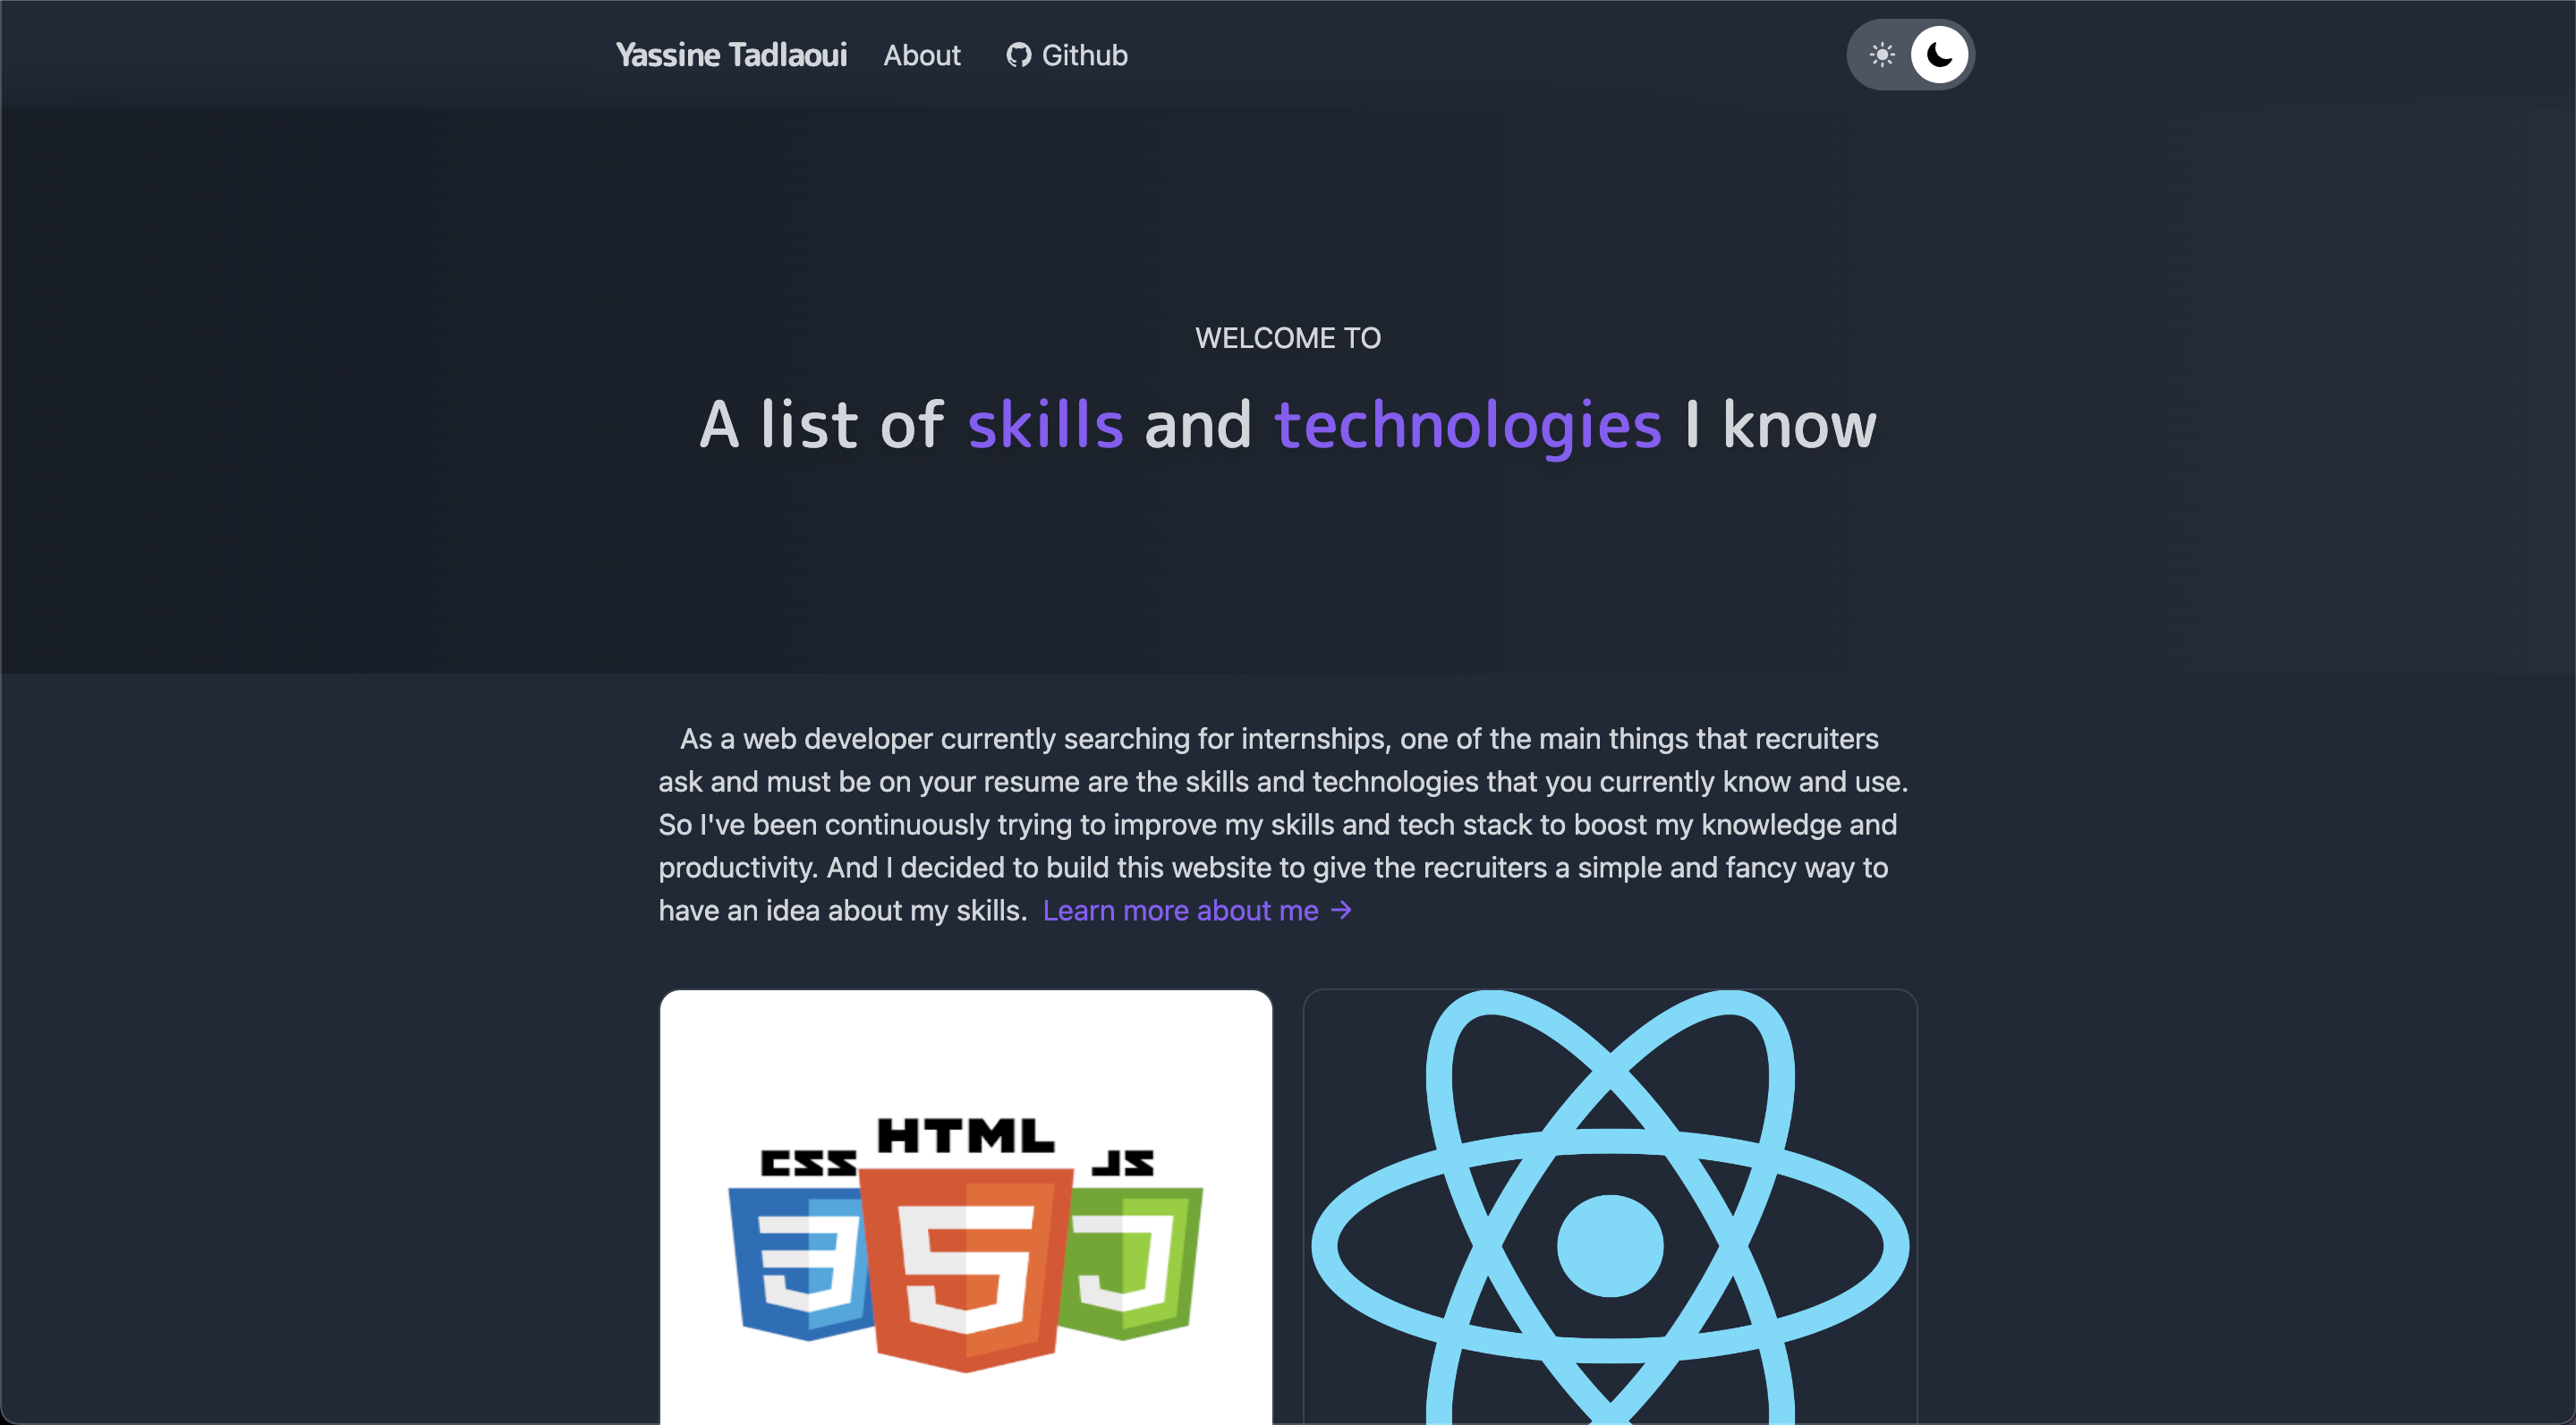 Yassine Tadlaoui About Github
WELCOME TO
A list of skills and technologies I know
As a web developer currently searching for internships, one of the main things that recruiters
ask and must be on your resume are the skills and technologies that you currently know and use.
So I've been continuously trying to improve my skills and tech stack to boost my knowledge and
productivity. And I decided to build this website to give the recruiters a simple and fancy way to
have an idea about my skills. Learn more about me →
CSS HTML JS
3 5 J